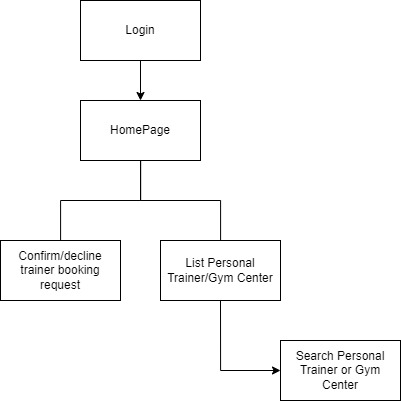 Login
HomePage
Confirm/decline
trainer booking
request
List Personal
Trainer/Gym Center
Search Personal
Trainer or Gym
Center